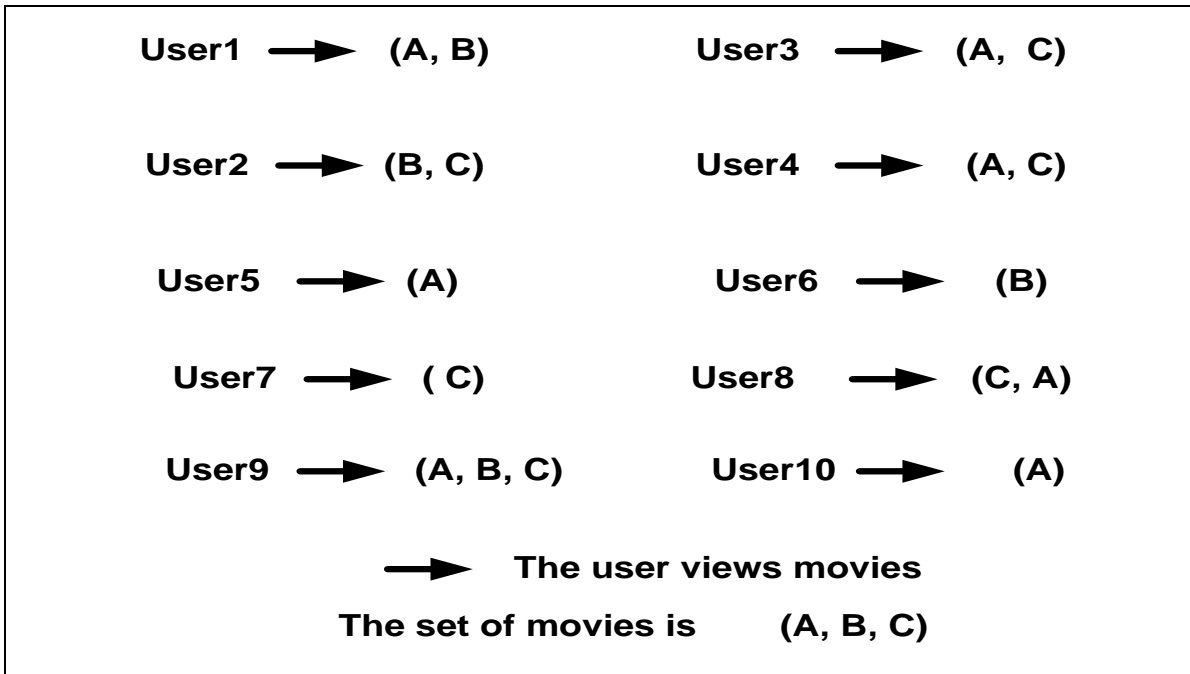 User1 (A, B) User3 (A, C)
User2 (B, C) User4 (A, C)
User5 (A) User6 (B)
User7 ( C) User8 (C, A)
User9 (A, B, C) User10 (A)
The user views movies
The set of movies is (A, B, C)